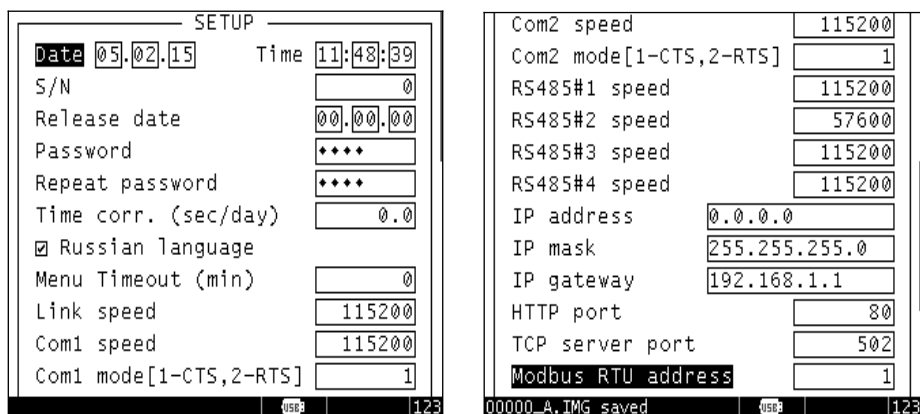 SETUP
Date 05.02.15 Time 11:48:39
S/N 0
Release date 00.00.00
Password ♦♦♦♦
Repeat password ♦♦♦♦
Time corr. (sec/day) 0.0
☑ Russian language
Menu Timeout (min) 0
Link speed 115200
Com1 speed 115200
Com1 mode[1-CTS,2-RTS] 1
USB 123
Com2 speed 115200
Com2 mode[1-CTS,2-RTS] 1
RS485#1 speed 115200
RS485#2 speed 57600
RS485#3 speed 115200
RS485#4 speed 115200
IP address 0.0.0.0
IP mask 255.255.255.0
IP gateway 192.168.1.1
HTTP port 80
TCP server port 502
Modbus RTU address 1
00000_A.IMG saved USB 123